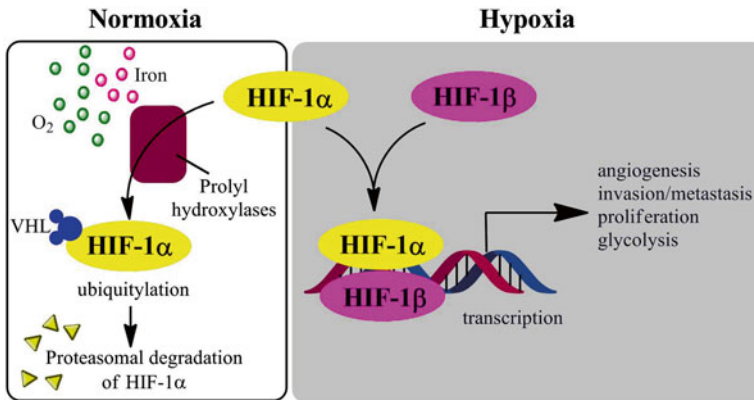 Normoxia
Hypoxia
Iron
O2
HIF-1α
HIF-1β
Prolyl
hydroxylases
VHL
HIF-1α
ubiquitylation
Proteasomal degradation
of HIF-1α
HIF-1α
HIF-1β
transcription
angiogenesis
invasion/metastasis
proliferation
glycolysis